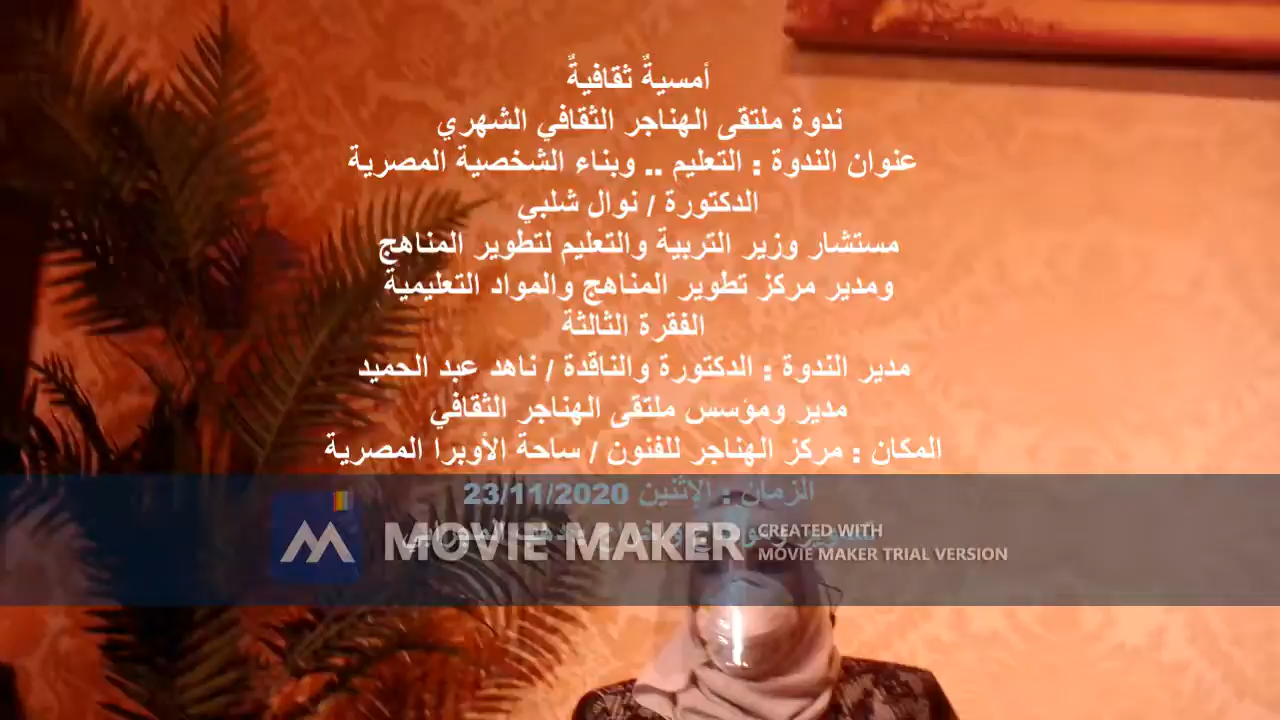 أمسيةٌ ثقافيةٌ
ندوة ملتقى الهناجر الثقافي الشهري
عنوان الندوة : التعليم .. وبناء الشخصية المصرية
الدكتورة / نوال شلبي
مستشار وزير التربية والتعليم لتطوير المناهج
ومدير مركز تطوير المناهج والمواد التعليمية
الفقرة الثالثة
مدير الندوة : الدكتورة والناقدة / ناهد عبد الحميد
مدير ومؤسس ملتقى الهناجر الثقافي
المكان : مركز الهناجر للفنون / ساحة الأوبرا المصرية
الزمان : الإثنين 23/11/2020
MOVIE MAKER
CREATED WITH
MOVIE MAKER TRIAL VERSION